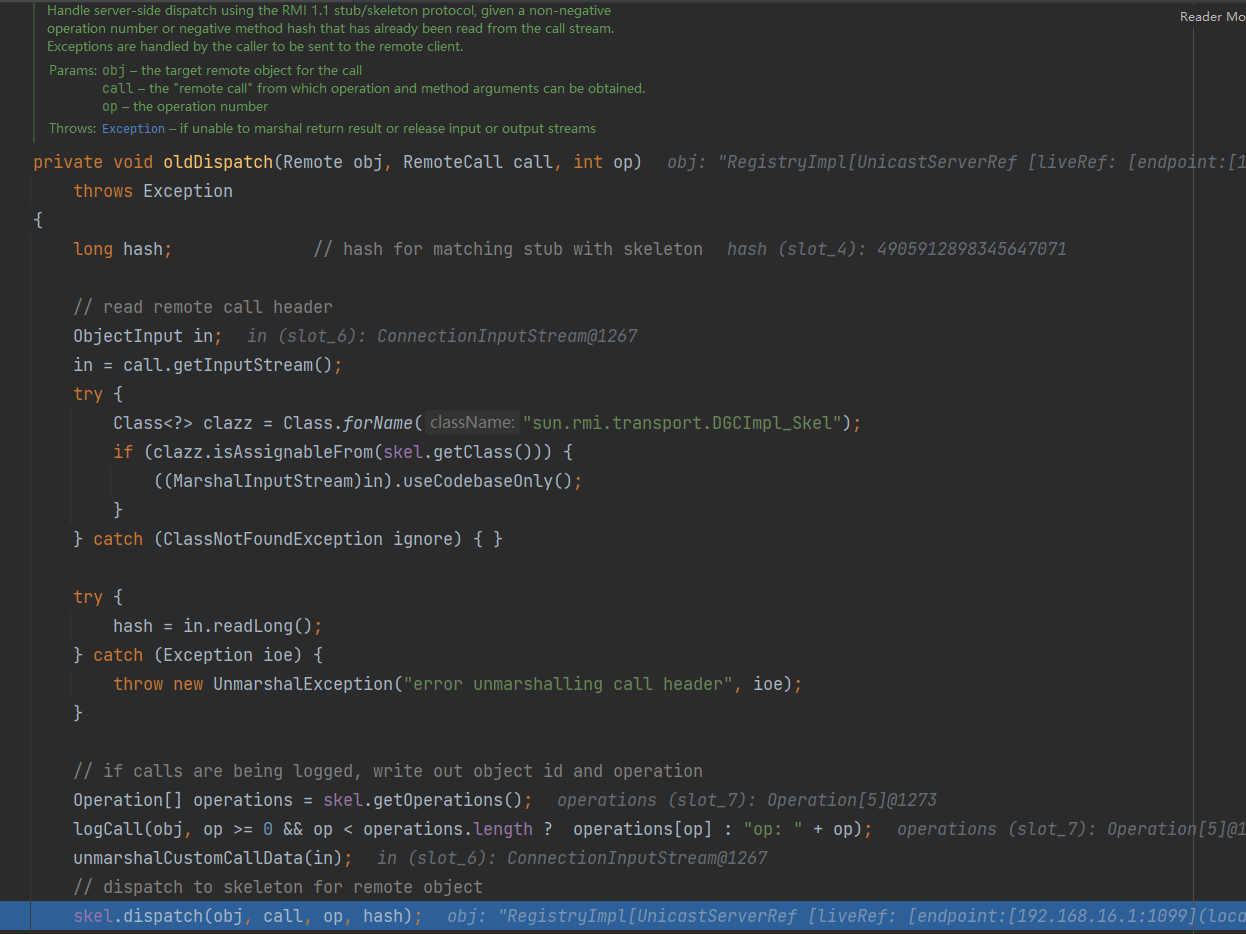 Handle server-side dispatch using the RMI 1.1 stub/skeleton protocol, given a non-negative
Reader Mo
operation number or negative method hash that has already been read from the call stream.
Exceptions are handled by the caller to be sent to the remote client.
Params: obj – the target remote object for the call
call – the "remote call" from which operation and method arguments can be obtained.
op – the operation number
Throws: Exception – if unable to marshal return result or release input or output streams
private void oldDispatch(Remote obj, RemoteCall call, int op) obj: "RegistryImpl[UnicastServerRef [liveRef: [endpoint:[1
throws Exception
{
long hash; // hash for matching stub with skeleton hash (slot_4): 4905912898345647071
// read remote call header
ObjectInput in; in (slot_6): ConnectionInputStream@1267
in = call.getInputStream();
try {
Class<?> clazz = Class.forName( className: "sun.rmi.transport.DGCImpl_Skel");
if (clazz.isAssignableFrom(skel.getClass())) {
((MarshalInputStream)in).useCodebaseOnly();
}
} catch (ClassNotFoundException ignore) { }
try {
hash = in.readLong();
} catch (Exception ioe) {
throw new UnmarshalException("error unmarshalling call header", ioe);
}
// if calls are being logged, write out object id and operation
Operation[] operations = skel.getOperations(); operations (slot_7): Operation[5]@1273
logCall(obj, op >= 0 && op < operations.length ? operations[op] : "op: " + op); operations (slot_7): Operation[5]@1
unmarshalCustomCallData(in); in (slot_6): ConnectionInputStream@1267
// dispatch to skeleton for remote object
skel.dispatch(obj, call, op, hash); obj: "RegistryImpl[UnicastServerRef [liveRef: [endpoint:[192.168.16.1:1099](loca